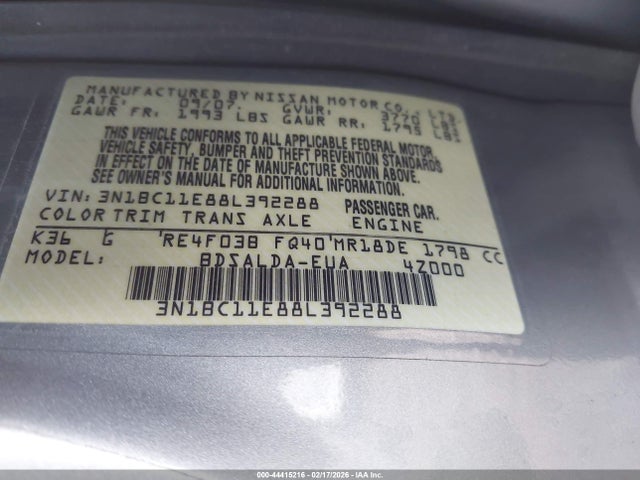 MANUFACTURED BY NISSAN MOTOR CO., LTD.
DATE: 09/07. GVWR: 3770 LBS
GAWR FR: 1993 LBS GAWR RR: 1795 LBS
THIS VEHICLE CONFORMS TO ALL APPLICABLE FEDERAL MOTOR
VEHICLE SAFETY, BUMPER AND THEFT PREVENTION STANDARDS
IN EFFECT ON THE DATE OF MANUFACTURE SHOWN ABOVE.
SEE OWNER'S MANUAL FOR ADDITIONAL INFORMATION.
VIN: 3N1BC11E88L392288 PASSENGER CAR.
COLOR TRIM TRANS AXLE ENGINE
K36 G 'RE4F03B FQ40'MR18DE 1798 CC
MODEL BDSALDA-EUA 4Z000
3N1BC11E88L392288
000-44415216 - 02/17/2026 - IAA Inc.